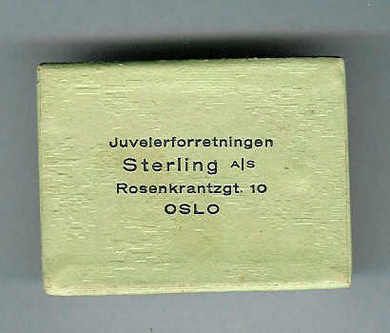 Juvelerforretningen
Sterling A|S
Rosenkrantzgt. 10
OSLO